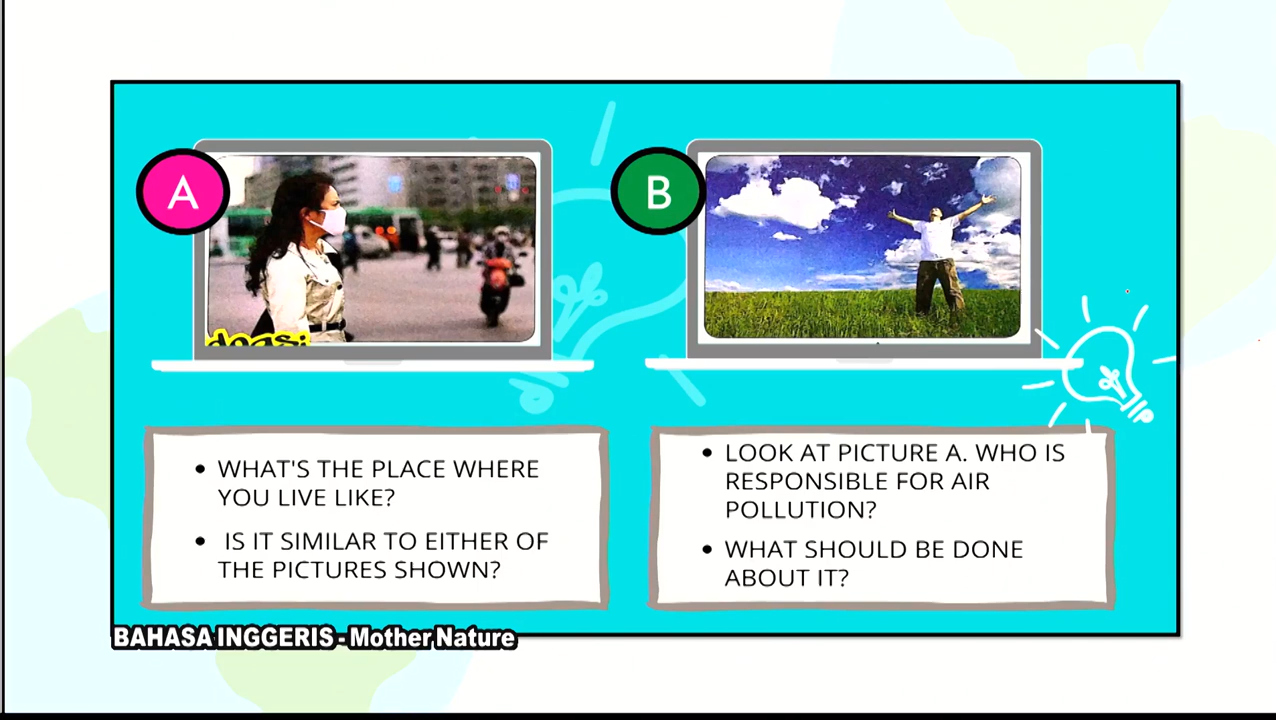 A
B
dogsi
• WHAT'S THE PLACE WHERE
YOU LIVE LIKE?
• IS IT SIMILAR TO EITHER OF
THE PICTURES SHOWN?
• LOOK AT PICTURE A. WHO IS
RESPONSIBLE FOR AIR
POLLUTION?
• WHAT SHOULD BE DONE
ABOUT IT?
BAHASA INGGERIS - Mother Nature